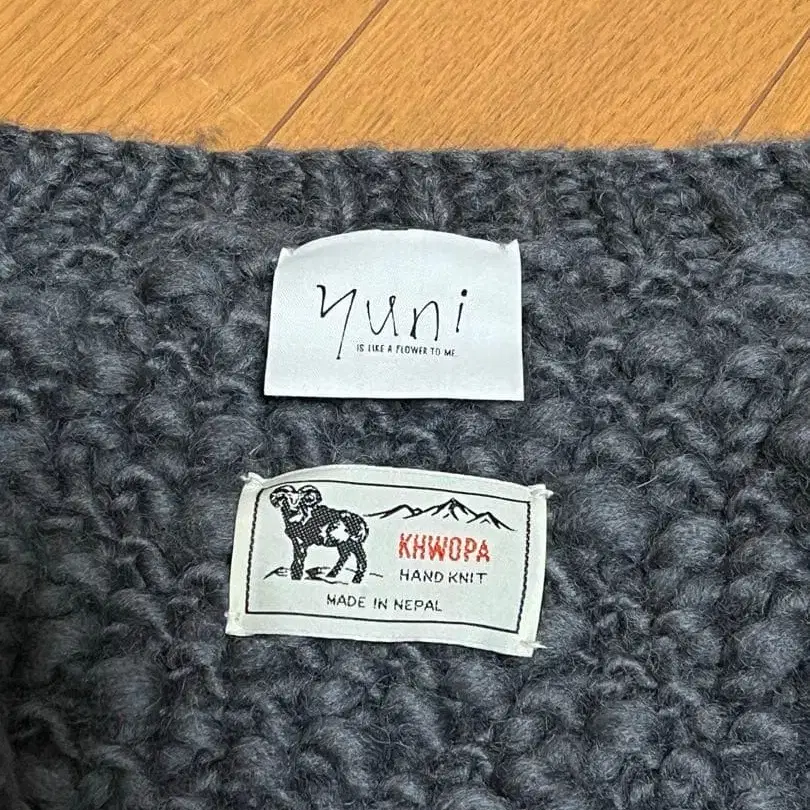 yuni
IS LIKE A FLOWER TO ME.
KHWOPA
HAND KNIT
MADE IN NEPAL